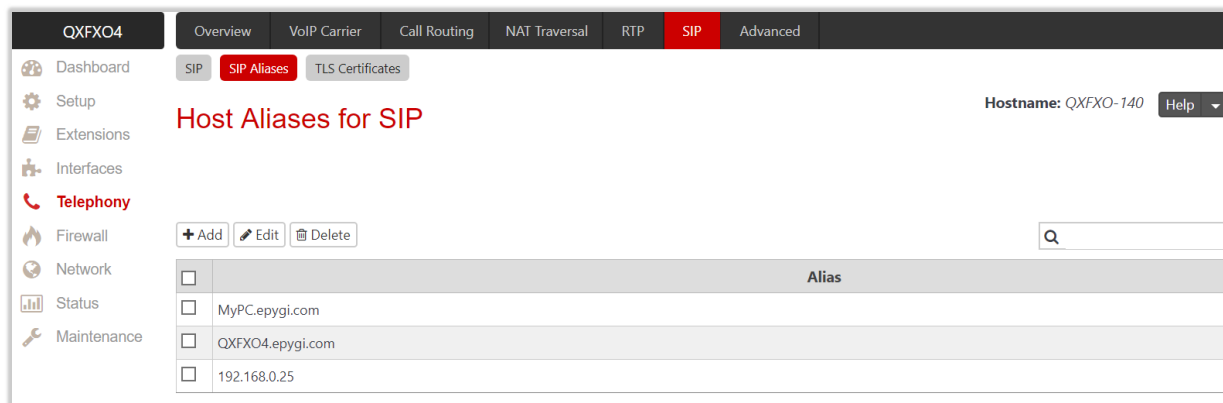 QXFXO4 Overview VoIP Carrier Call Routing NAT Traversal RTP SIP Advanced
Dashboard
Setup
Extensions
Interfaces
Telephony
Firewall
Network
Status
Maintenance
SIP SIP Aliases TLS Certificates
Hostname: QXFXO-140 Help
Host Aliases for SIP
Add Edit Delete
Alias
MyPC.epygi.com
QXFXO4.epygi.com
192.168.0.25